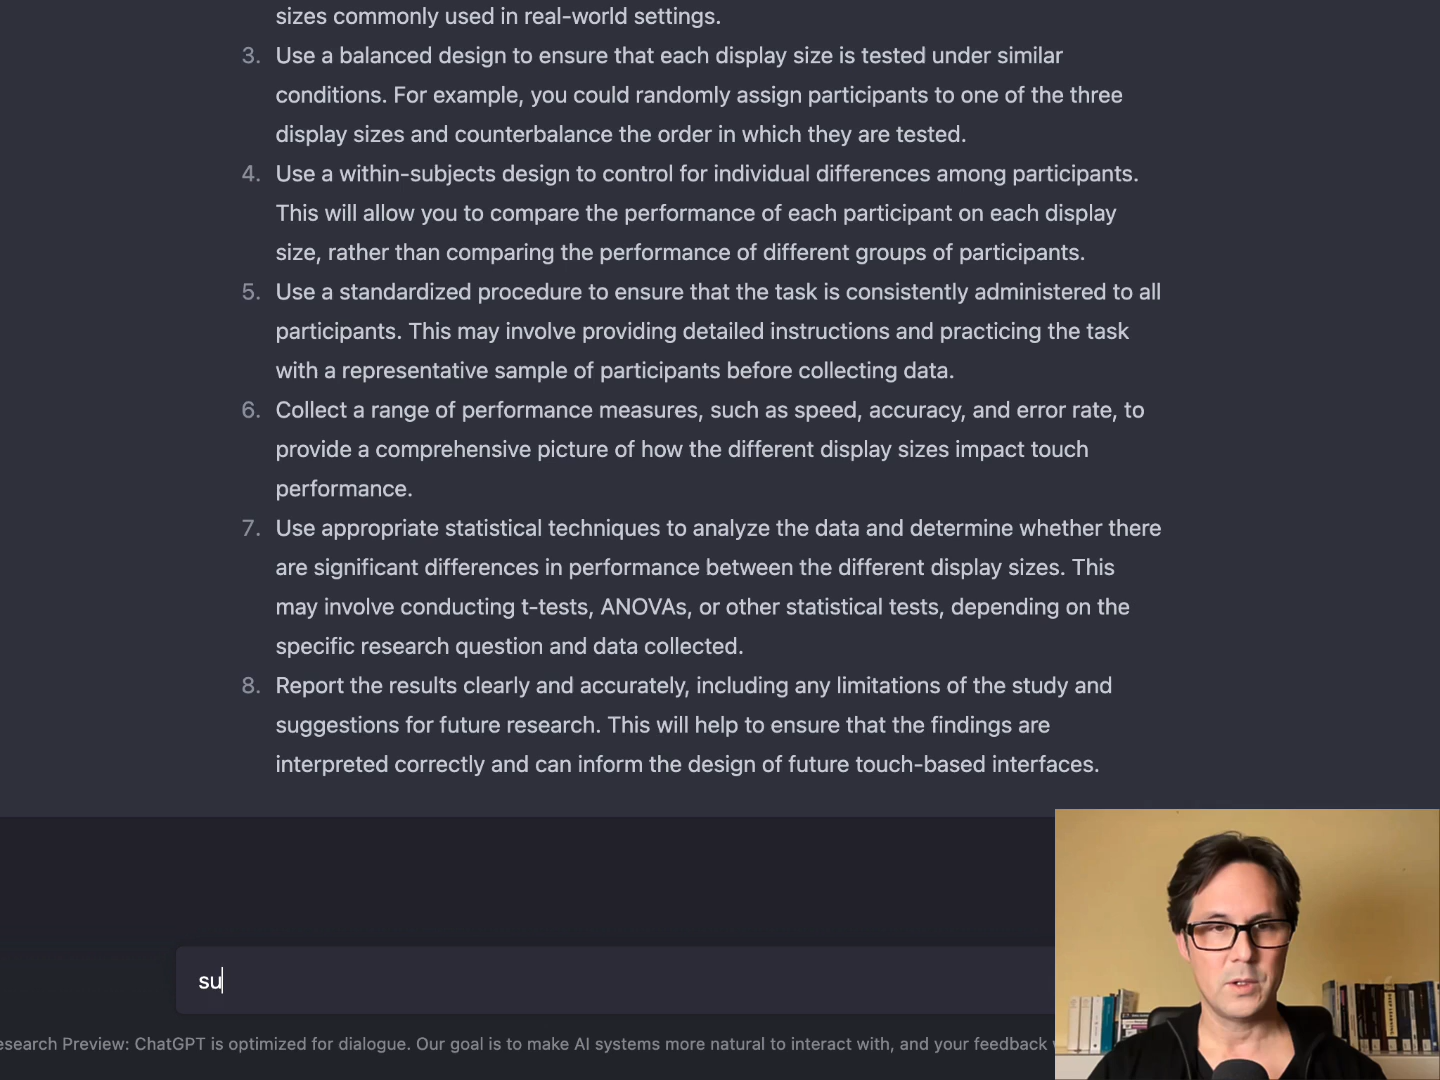 sizes commonly used in real-world settings.
3. Use a balanced design to ensure that each display size is tested under similar
conditions. For example, you could randomly assign participants to one of the three
display sizes and counterbalance the order in which they are tested.
4. Use a within-subjects design to control for individual differences among participants.
This will allow you to compare the performance of each participant on each display
size, rather than comparing the performance of different groups of participants.
5. Use a standardized procedure to ensure that the task is consistently administered to all
participants. This may involve providing detailed instructions and practicing the task
with a representative sample of participants before collecting data.
6. Collect a range of performance measures, such as speed, accuracy, and error rate, to
provide a comprehensive picture of how the different display sizes impact touch
performance.
7. Use appropriate statistical techniques to analyze the data and determine whether there
are significant differences in performance between the different display sizes. This
may involve conducting t-tests, ANOVAs, or other statistical tests, depending on the
specific research question and data collected.
8. Report the results clearly and accurately, including any limitations of the study and
suggestions for future research. This will help to ensure that the findings are
interpreted correctly and can inform the design of future touch-based interfaces.
su
esearch Preview: ChatGPT is optimized for dialogue. Our goal is to make AI systems more natural to interact with, and your feedback